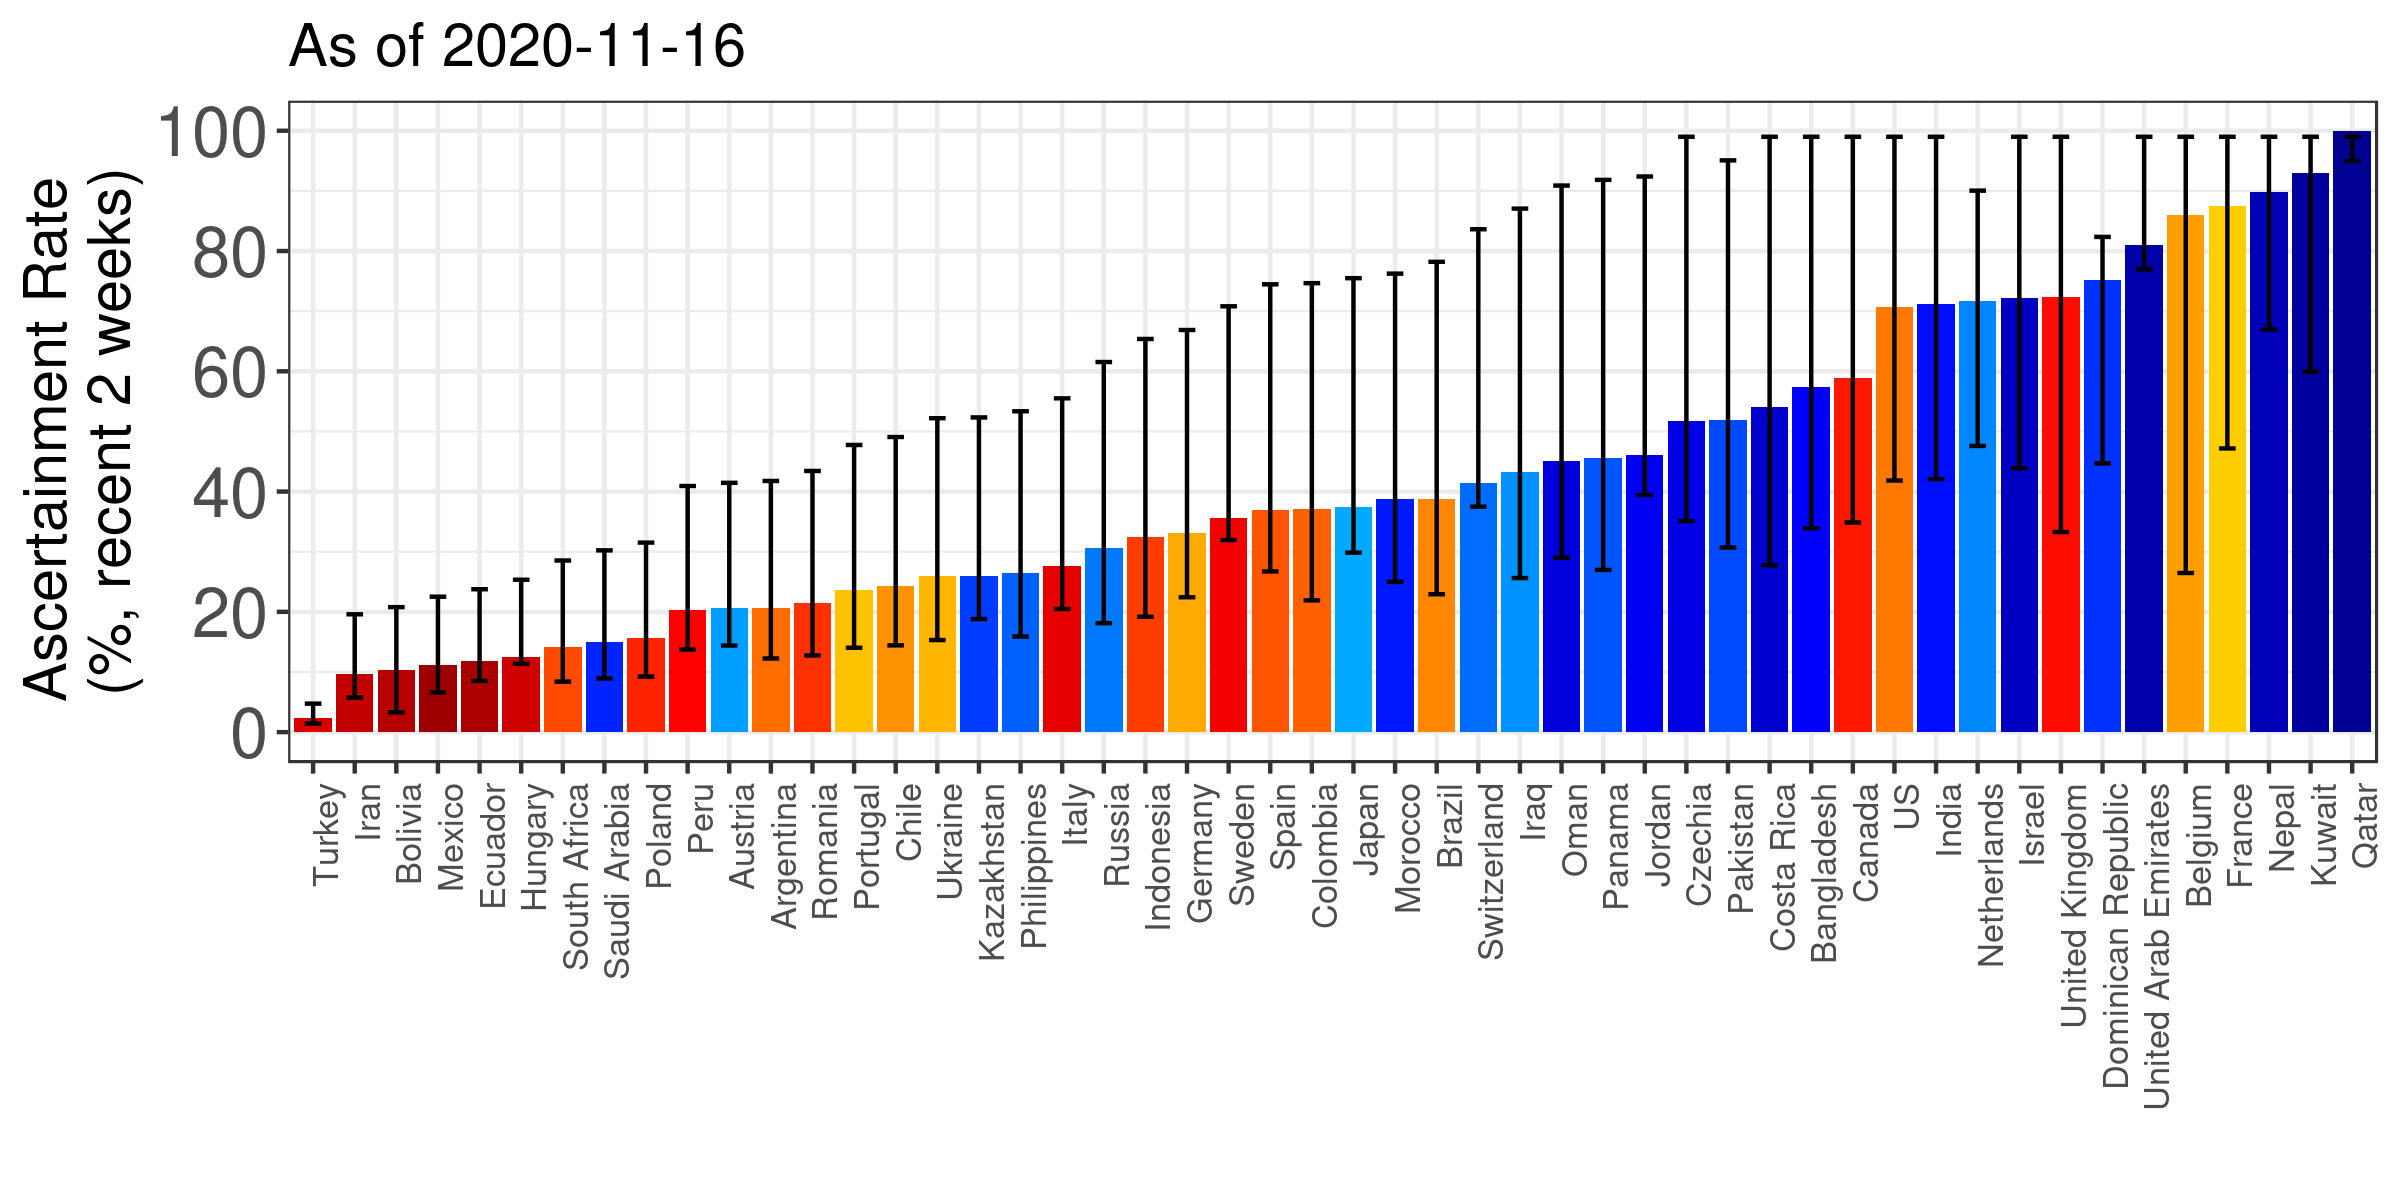 As of 2020-11-16
Ascertainment Rate
(%, recent 2 weeks)
100
80
60
40
20
0
Turkey
Iran
Bolivia
Mexico
Ecuador
Hungary
South Africa
Saudi Arabia
Poland
Peru
Austria
Argentina
Romania
Portugal
Chile
Ukraine
Kazakhstan
Philippines
Italy
Russia
Indonesia
Germany
Sweden
Spain
Colombia
Japan
Morocco
Brazil
Switzerland
Iraq
Oman
Panama
Jordan
Czechia
Pakistan
Costa Rica
Bangladesh
Canada
US
India
Netherlands
Israel
United Kingdom
Dominican Republic
United Arab Emirates
Belgium
France
Nepal
Kuwait
Qatar